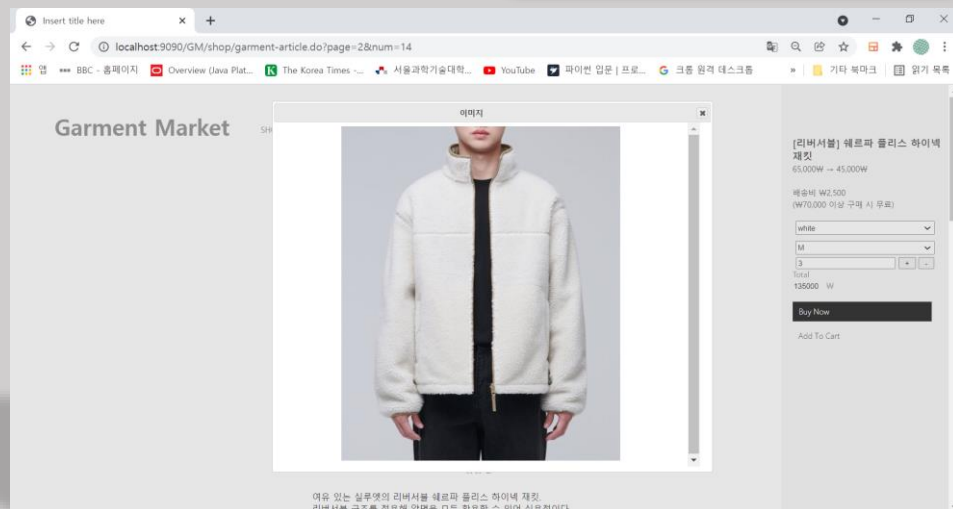 Insert title here
localhost:9090/GM/shop/garment-article.do?page=2&num=14
앱 BBC - 홈페이지 Overview (Java Plat... The Korea Times -... 서울과학기술대학... YouTube 파이썬 입문 | 프로... 크롬 원격 데스크톱 » 기타 북마크 읽기 목록
Garment Market
이미지
[리버서블] 쉐르파 플리스 하이넥
재킷
65,000₩ → 45,000₩
배송비 ₩2,500
(₩70,000 이상 구매 시 무료)
white
M
3 + -
Total
135000 ₩
Buy Now
Add To Cart
여유 있는 실루엣의 리버서블 쉐르파 플리스 하이넥 재킷.